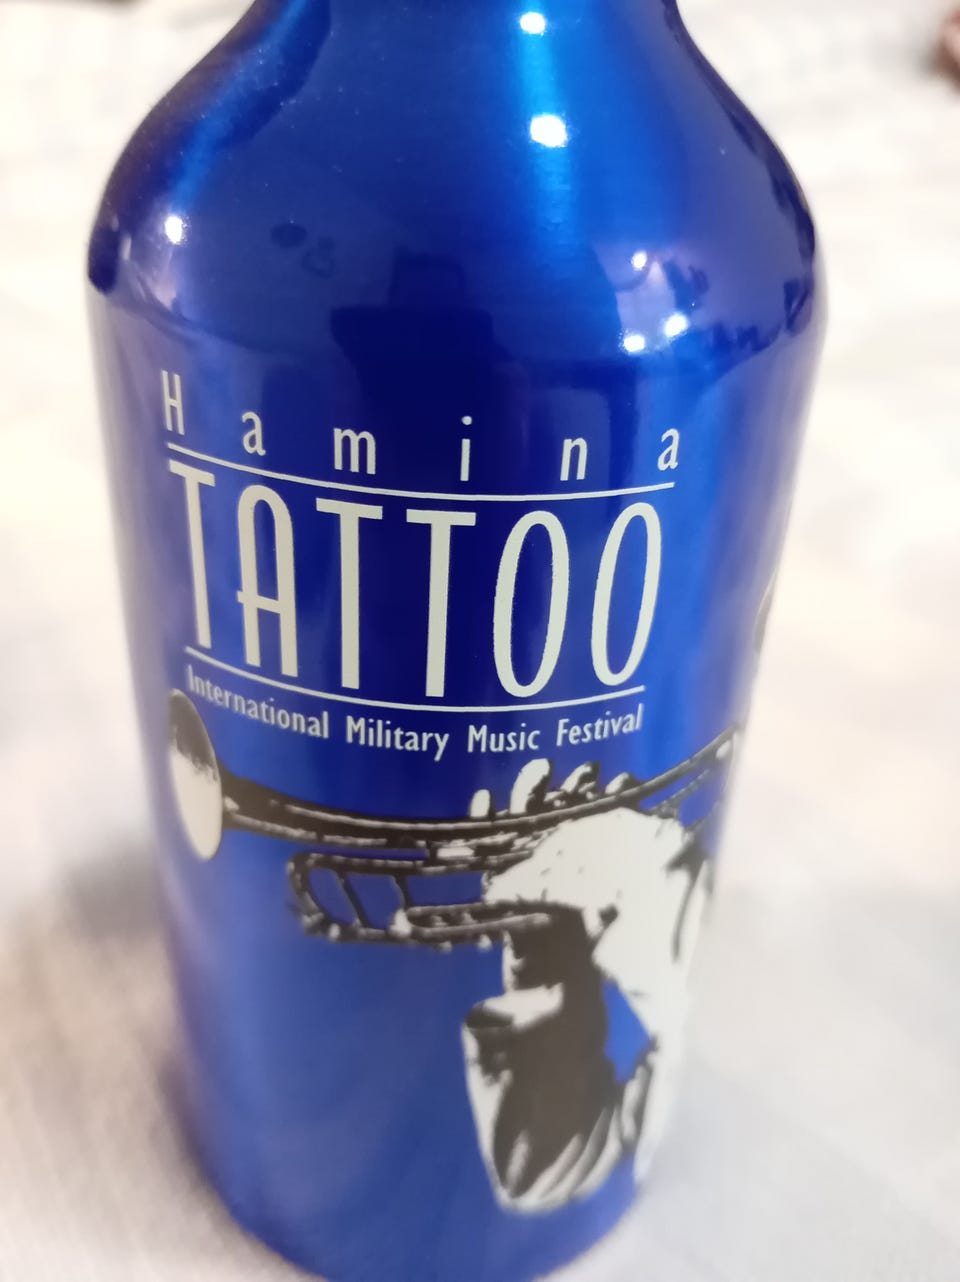 Hamina
TATTOO
International Military Music Festival